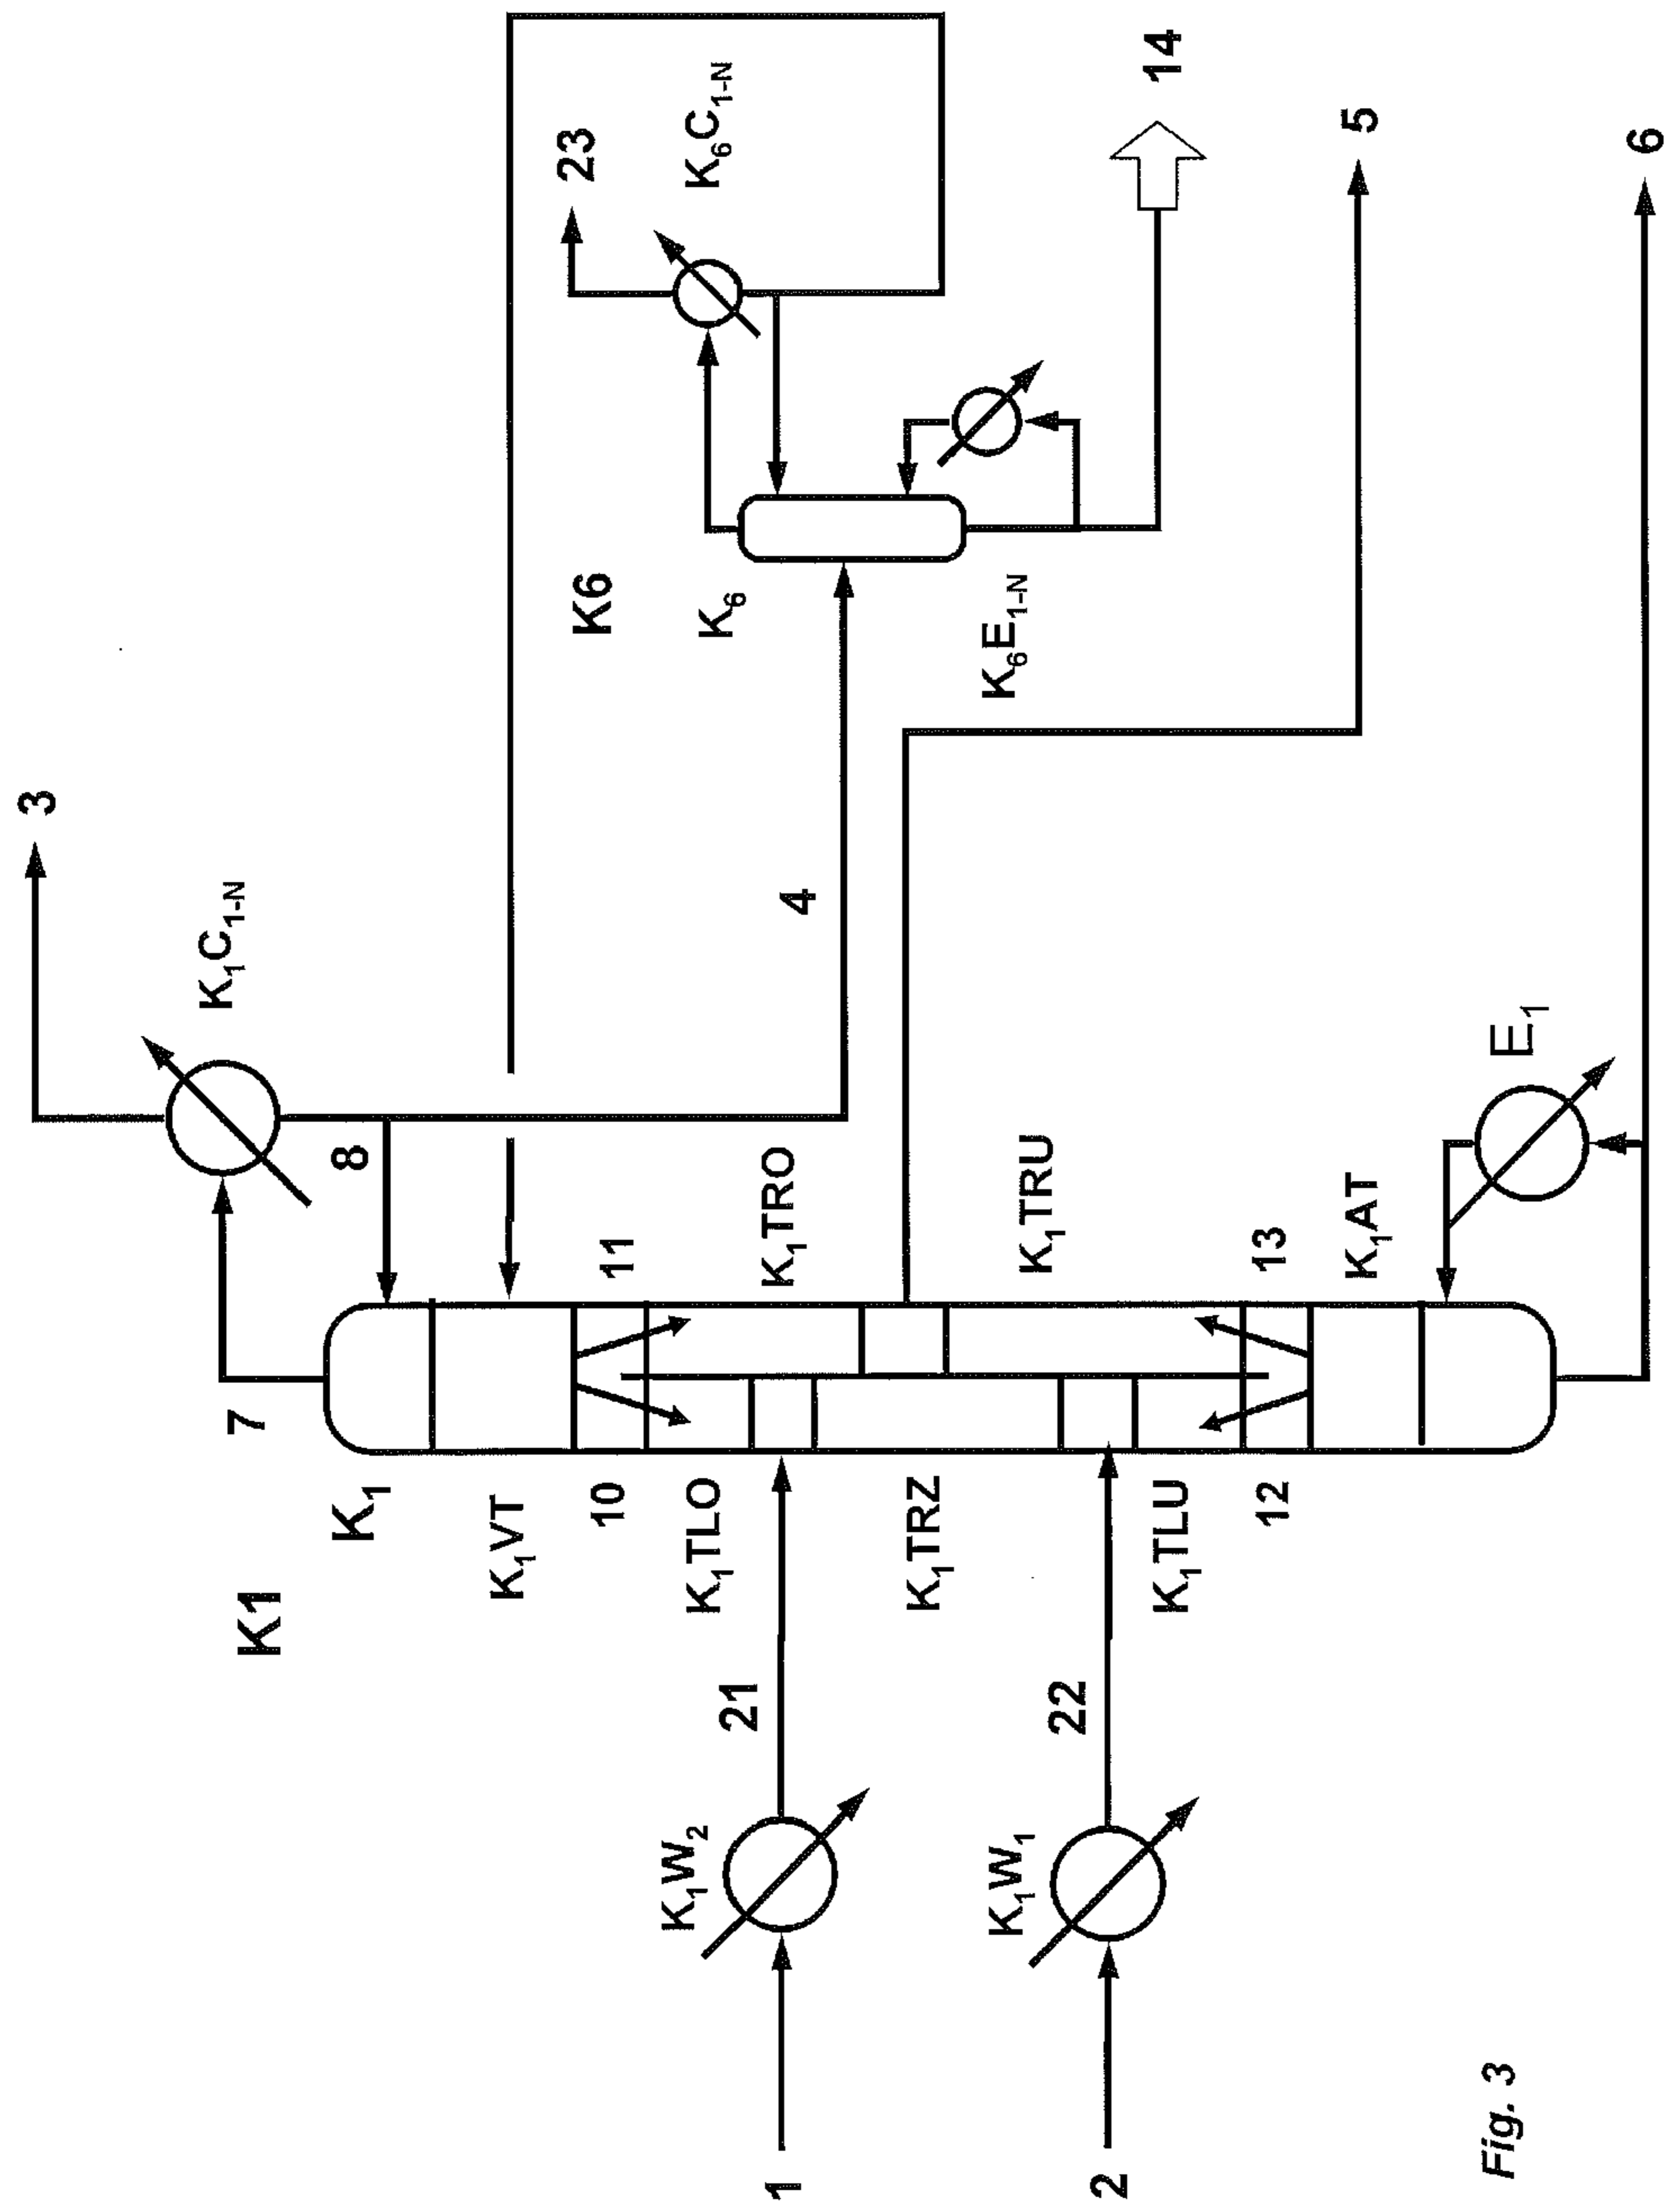 3
K₁C₁₋N
7
K1
8
K₁
K₁VT
23
K6
10 11
K₁W₂
K₁TLO
K₆C₁₋N
K₆
21
K₁TRO
1
4
K₁TRZ
K₆E₁₋N
K₁W₁
K₁TRU
22
2
14
K₁TLU
12 13
K₁AT
5
E₁
Fig. 3
6